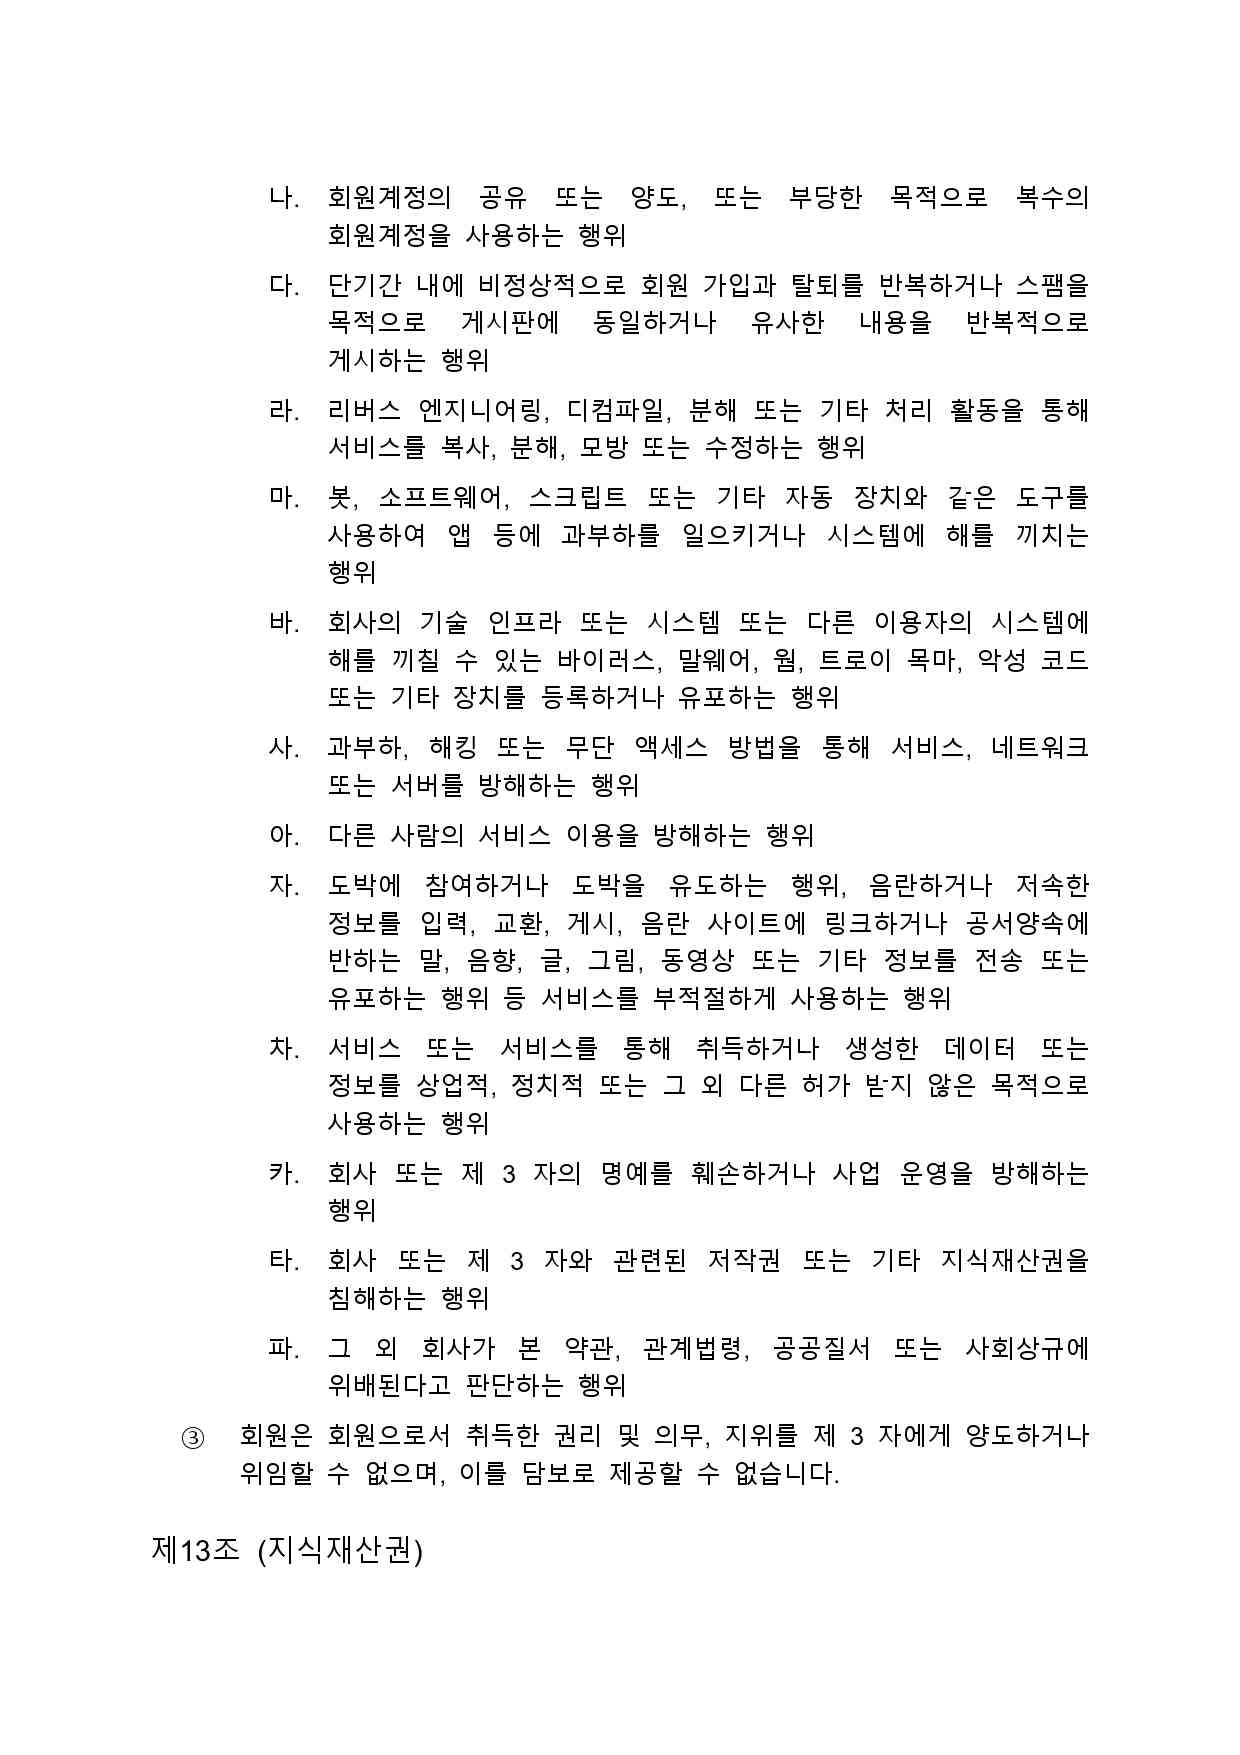 나. 회원계정의 공유 또는 양도, 또는 부당한 목적으로 복수의
회원계정을 사용하는 행위
다. 단기간 내에 비정상적으로 회원 가입과 탈퇴를 반복하거나 스팸을
목적으로 게시판에 동일하거나 유사한 내용을 반복적으로
게시하는 행위
라. 리버스 엔지니어링, 디컴파일, 분해 또는 기타 처리 활동을 통해
서비스를 복사, 분해, 모방 또는 수정하는 행위
마. 봇, 소프트웨어, 스크립트 또는 기타 자동 장치와 같은 도구를
사용하여 앱 등에 과부하를 일으키거나 시스템에 해를 끼치는
행위
바. 회사의 기술 인프라 또는 시스템 또는 다른 이용자의 시스템에
해를 끼칠 수 있는 바이러스, 말웨어, 웜, 트로이 목마, 악성 코드
또는 기타 장치를 등록하거나 유포하는 행위
사. 과부하, 해킹 또는 무단 액세스 방법을 통해 서비스, 네트워크
또는 서버를 방해하는 행위
아. 다른 사람의 서비스 이용을 방해하는 행위
자. 도박에 참여하거나 도박을 유도하는 행위, 음란하거나 저속한
정보를 입력, 교환, 게시, 음란 사이트에 링크하거나 공서양속에
반하는 말, 음향, 글, 그림, 동영상 또는 기타 정보를 전송 또는
유포하는 행위 등 서비스를 부적절하게 사용하는 행위
차. 서비스 또는 서비스를 통해 취득하거나 생성한 데이터 또는
정보를 상업적, 정치적 또는 그 외 다른 허가 받지 않은 목적으로
사용하는 행위
카. 회사 또는 제 3 자의 명예를 훼손하거나 사업 운영을 방해하는
행위
타. 회사 또는 제 3 자와 관련된 저작권 또는 기타 지식재산권을
침해하는 행위
파. 그 외 회사가 본 약관, 관계법령, 공공질서 또는 사회상규에
위배된다고 판단하는 행위
③ 회원은 회원으로서 취득한 권리 및 의무, 지위를 제 3 자에게 양도하거나
위임할 수 없으며, 이를 담보로 제공할 수 없습니다.
제13조 (지식재산권)